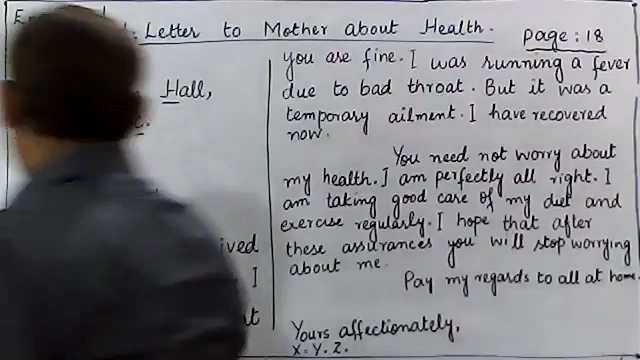 Letter to Mother about Health.
Page: 18
Hall,
I
you are fine. I was running a fever
due to bad throat. But it was a
temporary ailment. I have recovered
now.
You need not worry about
my health. I am perfectly all right. I
am taking good care of my diet and
exercise regularly. I hope that after
these assurances you will stop worrying
about me.
Pay my regards to all at home.
Yours affectionately,
X. Y. Z.